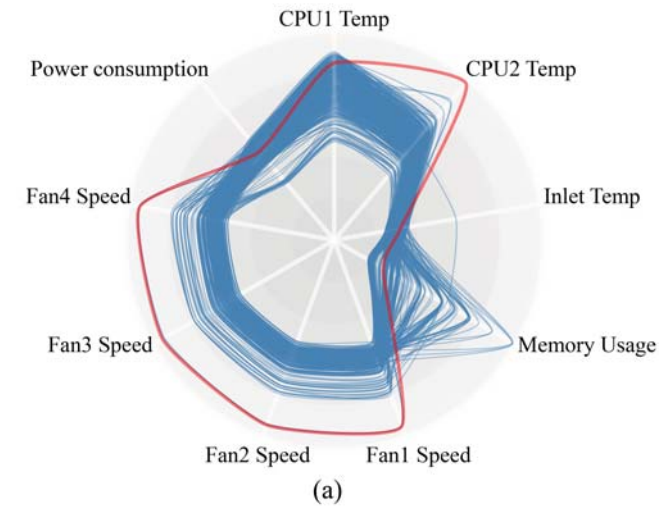 CPU1 Temp
Power consumption
CPU2 Temp
Fan4 Speed
Inlet Temp
Fan3 Speed
Memory Usage
Fan2 Speed
Fan1 Speed
(a)